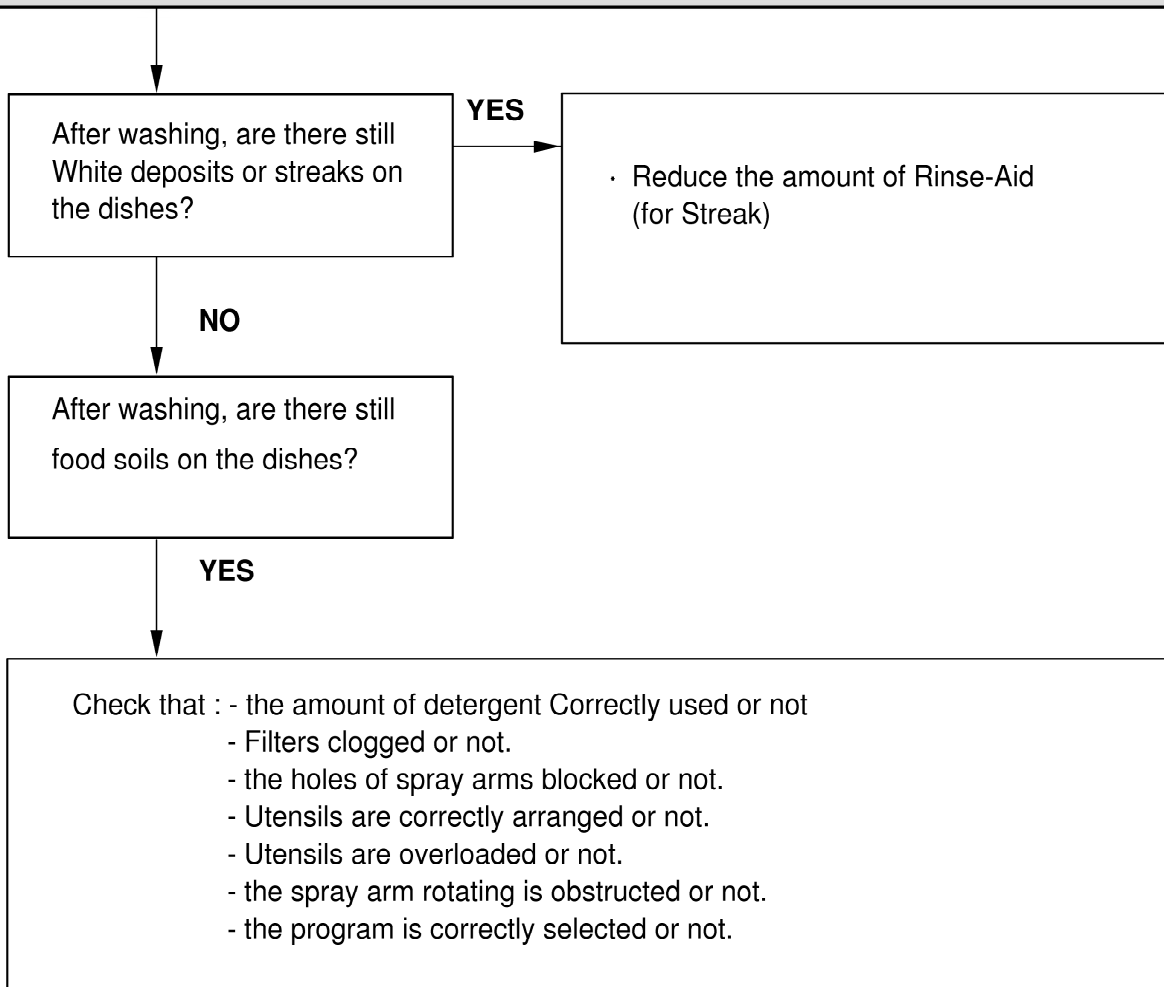 After washing, are there still
White deposits or streaks on
the dishes?
YES
· Reduce the amount of Rinse-Aid
(for Streak)
NO
After washing, are there still
food soils on the dishes?
YES
Check that : - the amount of detergent Correctly used or not
- Filters clogged or not.
- the holes of spray arms blocked or not.
- Utensils are correctly arranged or not.
- Utensils are overloaded or not.
- the spray arm rotating is obstructed or not.
- the program is correctly selected or not.